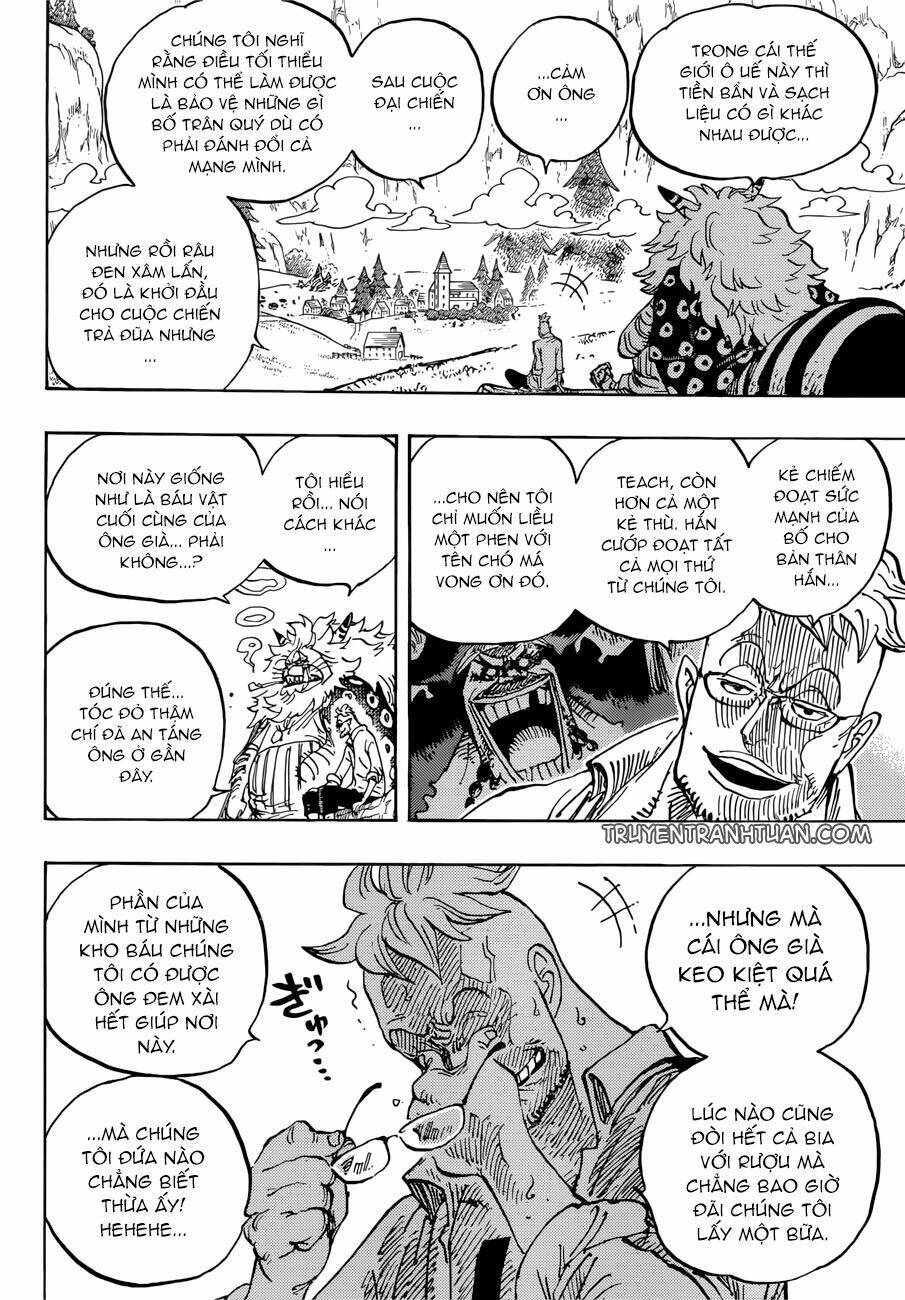 TRONG CÁI THẾ
GIỚI Ô UẾ NÀY THÌ
TIỀN BẨN VÀ SẠCH
LIỆU CÓ GÌ KHÁC
NHAU ĐƯỢC...
...CẢM
ƠN ÔNG
...
SAU CUỘC
ĐẠI CHIẾN
...
CHÚNG TÔI NGHĨ
RẰNG ĐIỀU TỐI THIỂU
MÌNH CÓ THỂ LÀM ĐƯỢC
LÀ BẢO VỆ NHỮNG GÌ
BỐ TRÂN QUÝ DÙ CÓ
PHẢI ĐÁNH ĐỔI CẢ
MẠNG MÌNH.
NHƯNG RỒI RÂU
ĐEN XÂM LẤN,
ĐÓ LÀ KHỞI ĐẦU
CHO CUỘC CHIẾN
TRẢ ĐŨA NHƯNG
...
KẺ CHIẾM
ĐOẠT SỨC
MẠNH CỦA
BỐ CHO
BẢN THÂN
HẮN...
TEACH, CÒN
HƠN CẢ MỘT
KẺ THÙ. HẮN
CƯỚP ĐOẠT TẤT
CẢ MỌI THỨ
TỪ CHÚNG TÔI.
...CHO NÊN TÔI
CHỈ MUỐN LIỀU
MỘT PHEN VỚI
TÊN CHÓ MÁ
VONG ƠN ĐÓ.
TÔI HIỂU
RỒI... NÓI
CÁCH KHÁC
...
NƠI NÀY GIỐNG
NHƯ LÀ BÁU VẬT
CUỐI CÙNG CỦA
ÔNG GIÀ... PHẢI
KHÔNG...?
ĐÚNG THẾ...
TÓC ĐỎ THẬM
CHÍ ĐÃ AN TÁNG
ÔNG Ở GẦN
ĐÂY.
TRUYENTRANHTUAN.COM
...NHƯNG MÀ
CÁI ÔNG GIÀ
KEO KIỆT QUÁ
THỂ MÀ!
LÚC NÀO CŨNG
ĐÒI HẾT CẢ BIA
VỚI RƯỢU MÀ
CHẲNG BAO GIỜ
ĐÃI CHÚNG TÔI
LẤY MỘT BỮA.
ぎゅっ...
PHẦN CỦA
MÌNH TỪ NHỮNG
KHO BÁU CHÚNG
TÔI CÓ ĐƯỢC
ÔNG ĐEM XÀI
HẾT GIÚP NƠI
NÀY.
...MÀ CHÚNG
TÔI ĐỨA NÀO
CHẲNG BIẾT
THỪA ẤY!
HEHEHE...